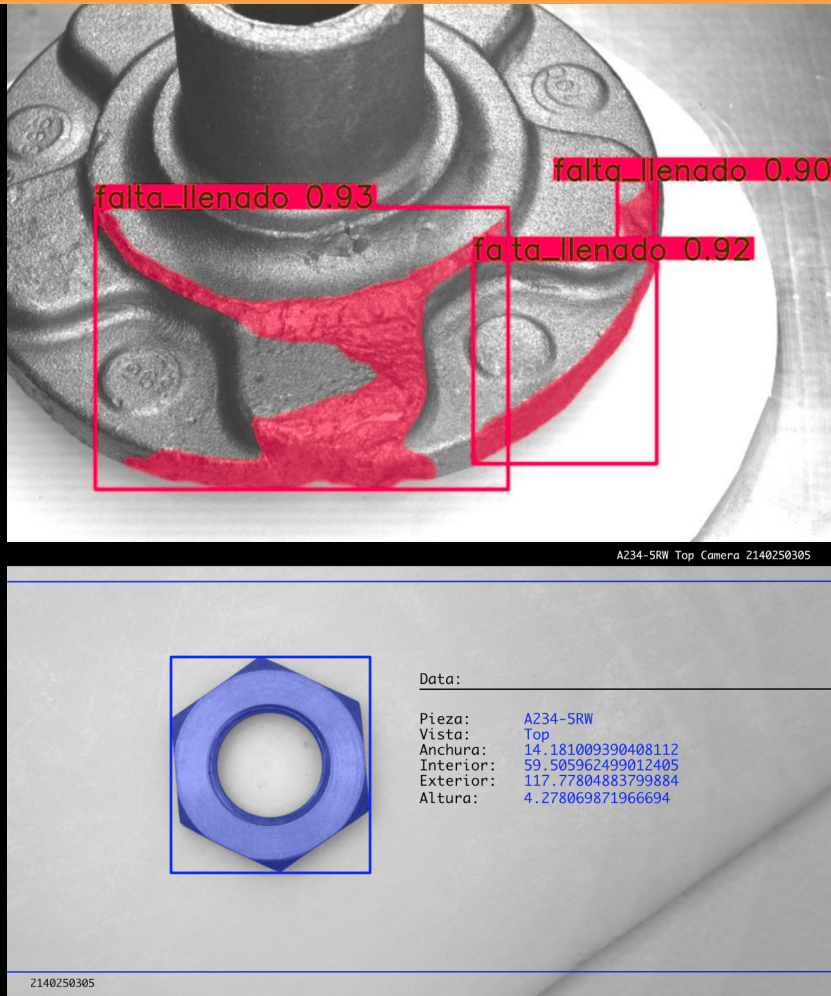 falta_llenado 0.90
falta_llenado 0.93
fa ta_llenado 0.92
A234-5RW Top Camera 2140250305
Data:
Pieza: A234-5RW
Vista: Top
Anchura: 14.181009390408112
Interior: 59.505962499012405
Exterior: 117.77804883799884
Altura: 4.278069871966694
2140250305